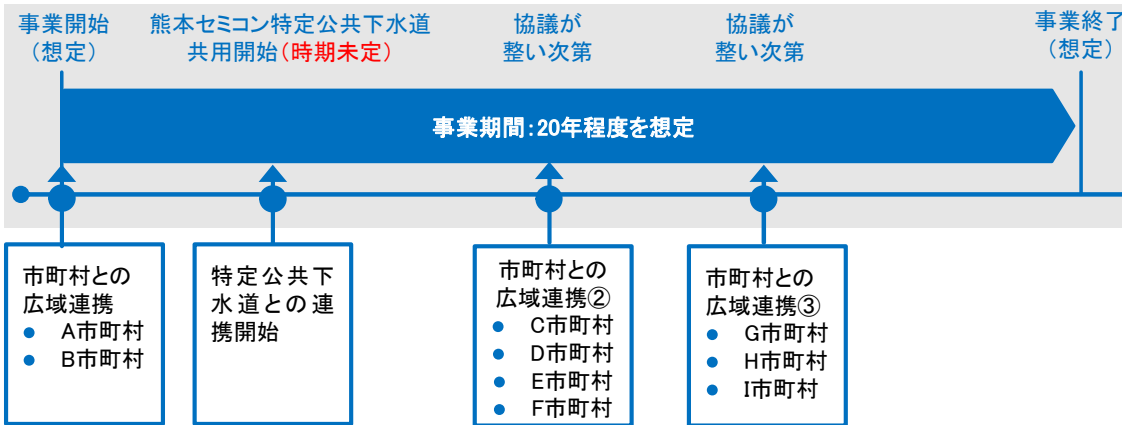 事業開始
(想定)
熊本セミコン特定公共下水道
共用開始(時期未定)
協議が
整い次第
協議が
整い次第
事業終了
(想定)
事業期間:20年程度を想定
市町村との
広域連携
● A市町村
● B市町村
特定公共下
水道との連
携開始
市町村との
広域連携②
● C市町村
● D市町村
● E市町村
● F市町村
市町村との
広域連携③
● G市町村
● H市町村
● I市町村